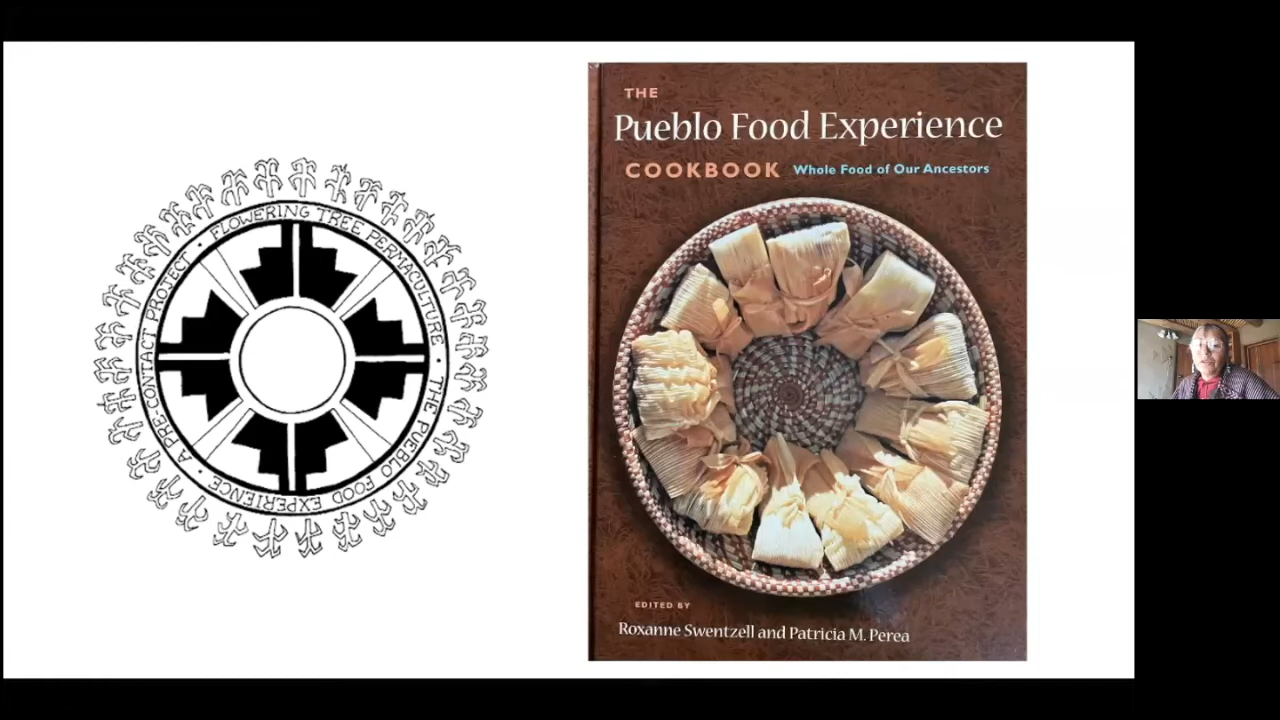 FLOWERING TREE PERMACULTURE • THE PUEBLO FOOD EXPERIENCE • A PRE-CONTACT PROJECT •
THE
Pueblo Food Experience
COOKBOOK Whole Food of Our Ancestors
EDITED BY
Roxanne Swentzell and Patricia M. Perea